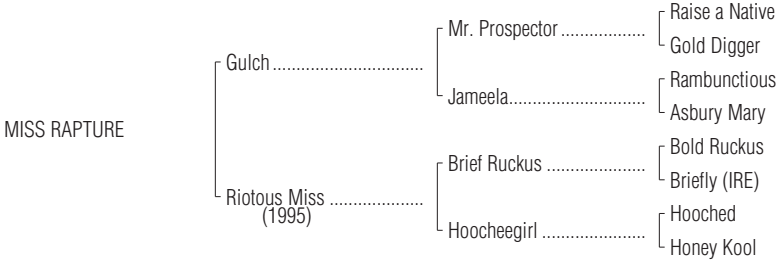 Raise a Native
Mr. Prospector ...................
Gold Digger
Gulch ................................
Rambunctious
Jameela.............................
Asbury Mary
MISS RAPTURE
Bold Ruckus
Brief Ruckus .....................
Briefly (IRE)
Riotous Miss ....................
(1995)
Hooched
Hoocheegirl ......................
Honey Kool